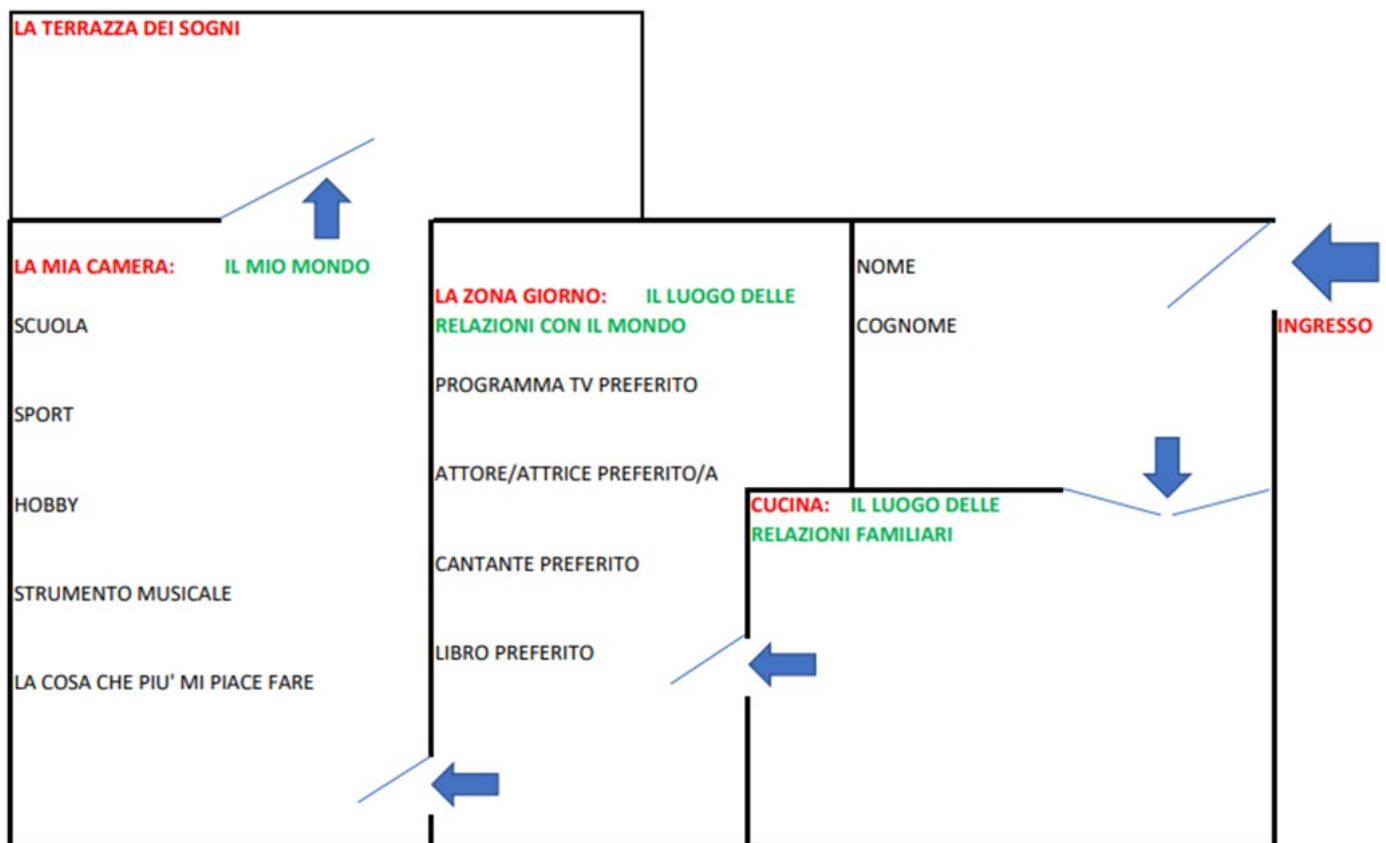 LA TERRAZZA DEI SOGNI
LA MIA CAMERA: IL MIO MONDO
SCUOLA
SPORT
HOBBY
STRUMENTO MUSICALE
LA COSA CHE PIU' MI PIACE FARE
LA ZONA GIORNO: IL LUOGO DELLE
RELAZIONI CON IL MONDO
PROGRAMMA TV PREFERITO
ATTORE/ATTRICE PREFERITO/A
CANTANTE PREFERITO
LIBRO PREFERITO
NOME
COGNOME
INGRESSO
CUCINA: IL LUOGO DELLE
RELAZIONI FAMILIARI